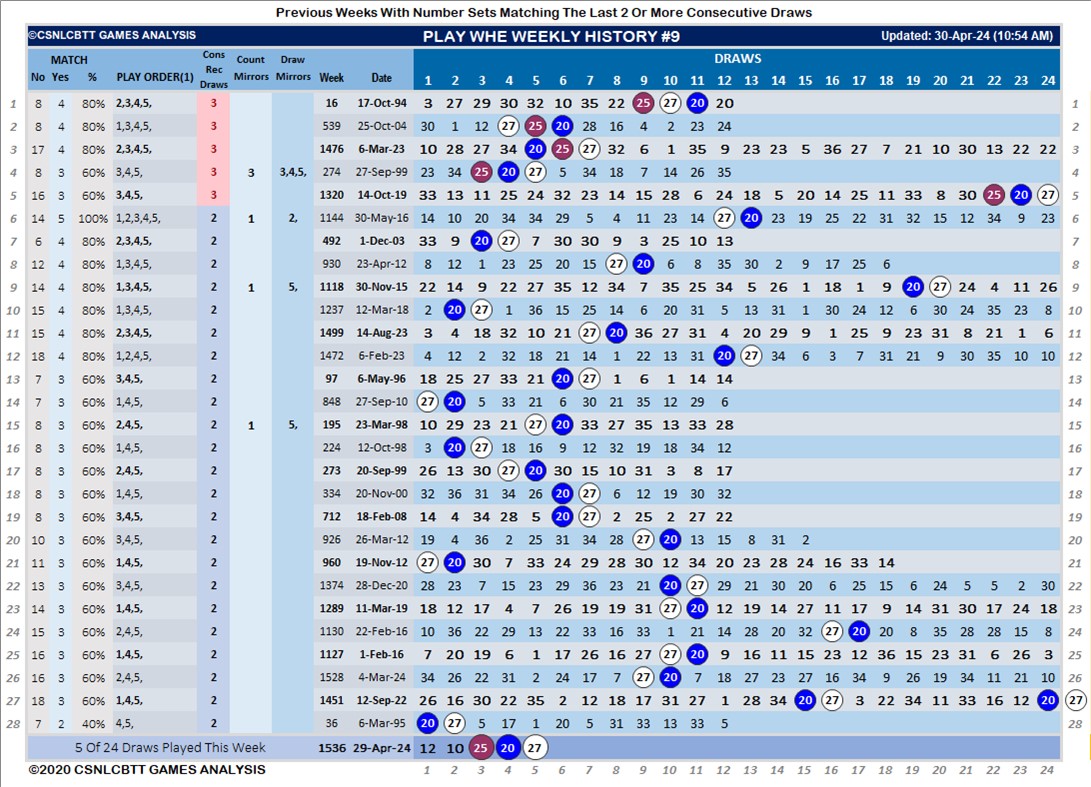 Previous Weeks With Number Sets Matching The Last 2 Or More Consecutive Draws
©CSNLCBTT GAMES ANALYSIS PLAY WHE WEEKLY HISTORY #9 Updated: 30-Apr-24 (10:54 AM)
MATCH Cons Rec Draws Count Mirrors Draw Mirrors DRAWS
No Yes % PLAY ORDER(1) Week Date 1 2 3 4 5 6 7 8 9 10 11 12 13 14 15 16 17 18 19 20 21 22 23 24
1 8 4 80% 2,3,4,5, 3 16 17-Oct-94 3 27 29 30 32 10 35 22 25 27 20 20 1
2 8 4 80% 1,3,4,5, 3 539 25-Oct-04 30 1 12 27 25 20 28 16 4 2 23 24 2
3 17 4 80% 2,3,4,5, 3 1476 6-Mar-23 10 28 27 34 20 25 27 32 6 1 35 9 23 23 5 36 27 7 21 10 30 13 22 22 3
4 8 3 60% 3,4,5, 3 3 3,4,5, 274 27-Sep-99 23 34 25 20 27 5 34 18 7 14 26 35 4
5 16 3 60% 3,4,5, 3 1320 14-Oct-19 33 13 11 25 24 32 23 14 15 28 6 24 18 5 20 14 25 11 33 8 30 25 20 27 5
6 14 5 100% 1,2,3,4,5, 2 1 2, 1144 30-May-16 14 10 20 34 34 29 5 4 11 23 14 27 20 23 19 25 22 31 32 15 12 34 9 23 6
7 6 4 80% 2,3,4,5, 2 492 1-Dec-03 33 9 20 27 7 30 30 9 3 25 10 13 7
8 12 4 80% 1,3,4,5, 2 930 23-Apr-12 8 12 1 23 25 20 15 27 20 6 8 35 30 2 9 17 25 6 8
9 14 4 80% 1,3,4,5, 2 1 5, 1118 30-Nov-15 22 14 9 22 27 35 12 34 7 35 25 34 5 26 1 18 1 9 20 27 24 4 11 26 9
10 15 4 80% 1,3,4,5, 2 1237 12-Mar-18 2 20 27 1 36 15 25 14 6 20 31 5 13 31 1 30 24 12 6 30 24 35 23 8 10
11 15 4 80% 2,3,4,5, 2 1499 14-Aug-23 3 4 18 32 10 21 27 20 36 27 31 4 20 29 9 1 25 9 23 31 8 21 1 6 11
12 18 4 80% 1,2,4,5, 2 1472 6-Feb-23 4 12 2 32 18 21 14 1 22 13 31 20 27 34 6 3 7 31 21 9 30 35 10 10 12
13 7 3 60% 3,4,5, 2 97 6-May-96 18 25 27 33 21 20 27 1 6 1 14 14 13
14 7 3 60% 1,4,5, 2 848 27-Sep-10 27 20 5 33 21 6 30 21 35 12 29 6 14
15 8 3 60% 2,4,5, 2 1 5, 195 23-Mar-98 10 29 23 21 27 20 33 27 35 13 33 28 15
16 8 3 60% 1,4,5, 2 224 12-Oct-98 3 20 27 18 16 9 12 32 19 18 34 12 16
17 8 3 60% 2,4,5, 2 273 20-Sep-99 26 13 30 27 20 30 15 10 31 3 8 17 17
18 8 3 60% 1,4,5, 2 334 20-Nov-00 32 36 31 34 26 20 27 6 12 19 30 32 18
19 8 3 60% 3,4,5, 2 712 18-Feb-08 14 4 34 28 5 20 27 2 25 2 27 22 19
20 10 3 60% 3,4,5, 2 926 26-Mar-12 19 4 36 2 25 31 34 28 27 20 13 15 8 31 2 20
21 11 3 60% 1,4,5, 2 960 19-Nov-12 27 20 30 7 33 24 29 28 30 12 34 20 23 28 24 16 33 14 21
22 13 3 60% 3,4,5, 2 1374 28-Dec-20 28 23 7 15 23 29 36 23 21 20 27 29 21 30 20 6 25 15 6 24 5 5 2 30 22
23 14 3 60% 1,4,5, 2 1289 11-Mar-19 18 12 17 4 7 26 19 19 31 27 20 12 19 14 27 11 17 9 14 31 30 17 24 18 23
24 15 3 60% 2,4,5, 2 1130 22-Feb-16 10 36 22 29 13 22 33 16 33 1 21 14 28 20 32 27 20 20 8 35 28 28 15 8 24
25 16 3 60% 1,4,5, 2 1127 1-Feb-16 7 20 19 6 1 17 27 26 16 27 20 9 16 11 15 23 12 36 15 23 31 6 26 3 25
26 16 3 60% 2,4,5, 2 1528 4-Mar-24 34 26 22 31 2 24 17 7 27 20 7 18 27 23 27 16 34 9 26 19 34 11 21 10 26
27 18 3 60% 1,4,5, 2 1451 12-Sep-22 26 16 30 22 35 2 12 18 17 31 27 1 28 34 20 27 3 22 34 11 33 16 12 20 27 27
28 7 2 40% 4,5, 2 36 6-Mar-95 20 27 5 17 1 20 5 31 33 13 33 5 28
5 Of 24 Draws Played This Week 1536 29-Apr-24 12 10 25 20 27
©2020 CSNLCBTT GAMES ANALYSIS 1 2 3 4 5 6 7 8 9 10 11 12 13 14 15 16 17 18 19 20 21 22 23 24